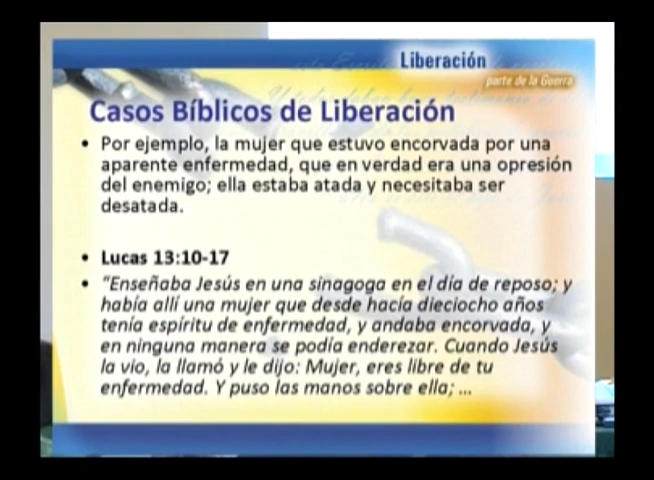 Liberación
parte de la Guerra
Casos Bíblicos de Liberación
• Por ejemplo, la mujer que estuvo encorvada por una
aparente enfermedad, que en verdad era una opresión
del enemigo; ella estaba atada y necesitaba ser
desatada.
• Lucas 13:10-17
• “Enseñaba Jesús en una sinagoga en el día de reposo; y
había allí una mujer que desde hacía dieciocho años
tenía espíritu de enfermedad, y andaba encorvada, y
en ninguna manera se podía enderezar. Cuando Jesús
la vio, la llamó y le dijo: Mujer, eres libre de tu
enfermedad. Y puso las manos sobre ella; ...